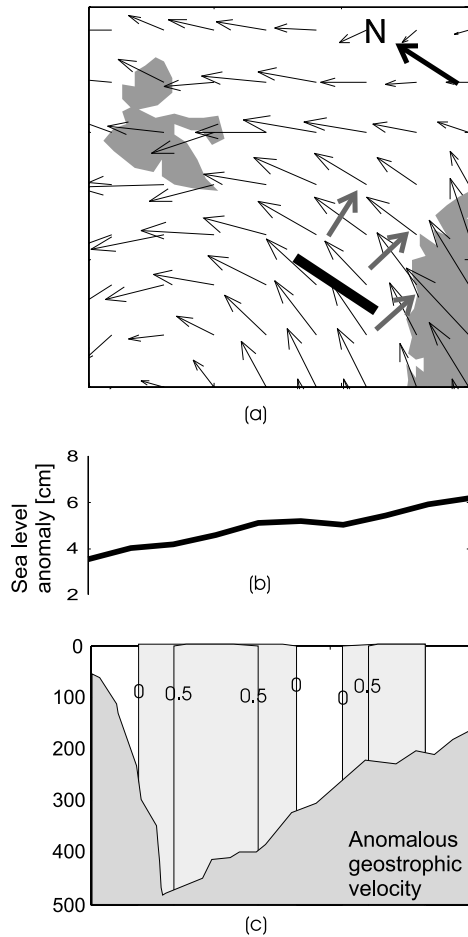 N
(a)
8
6
4
2
Sea level
anomaly [cm]
(b)
0
100
200
300
400
500
0
0.5
0.5
0
0
0.5
Anomalous
geostrophic
velocity
(c)